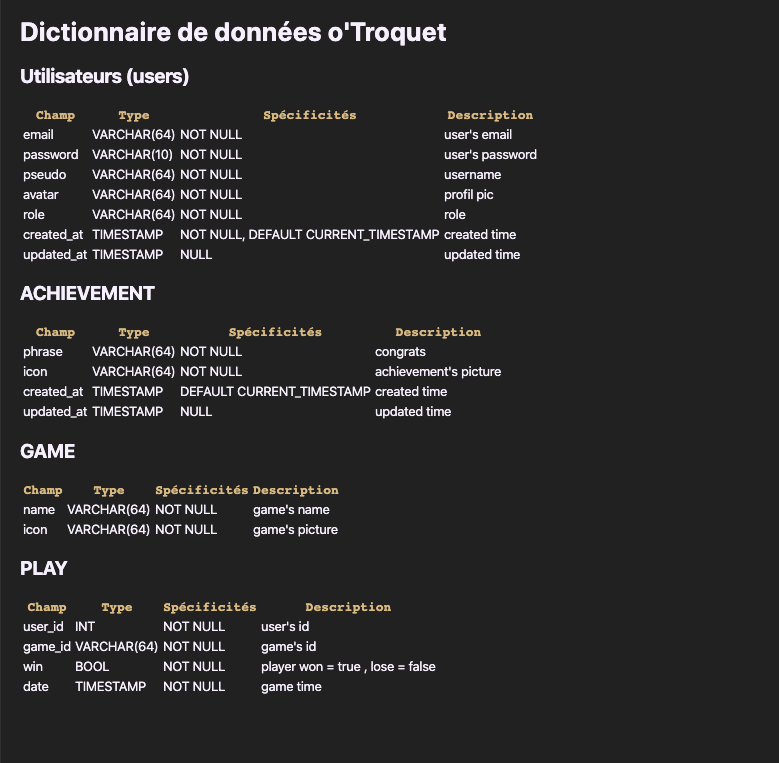 Dictionnaire de données o'Troquet
Utilisateurs (users)
Champ Type Spécificités Description
email VARCHAR(64) NOT NULL user's email
password VARCHAR(10) NOT NULL user's password
pseudo VARCHAR(64) NOT NULL username
avatar VARCHAR(64) NOT NULL profil pic
role VARCHAR(64) NOT NULL role
created_at TIMESTAMP NOT NULL, DEFAULT CURRENT_TIMESTAMP created time
updated_at TIMESTAMP NULL updated time
ACHIEVEMENT
Champ Type Spécificités Description
phrase VARCHAR(64) NOT NULL congrats
icon VARCHAR(64) NOT NULL achievement's picture
created_at TIMESTAMP DEFAULT CURRENT_TIMESTAMP created time
updated_at TIMESTAMP NULL updated time
GAME
Champ Type Spécificités Description
name VARCHAR(64) NOT NULL game's name
icon VARCHAR(64) NOT NULL game's picture
PLAY
Champ Type Spécificités Description
user_id INT NOT NULL user's id
game_id VARCHAR(64) NOT NULL game's id
win BOOL NOT NULL player won = true , lose = false
date TIMESTAMP NOT NULL game time